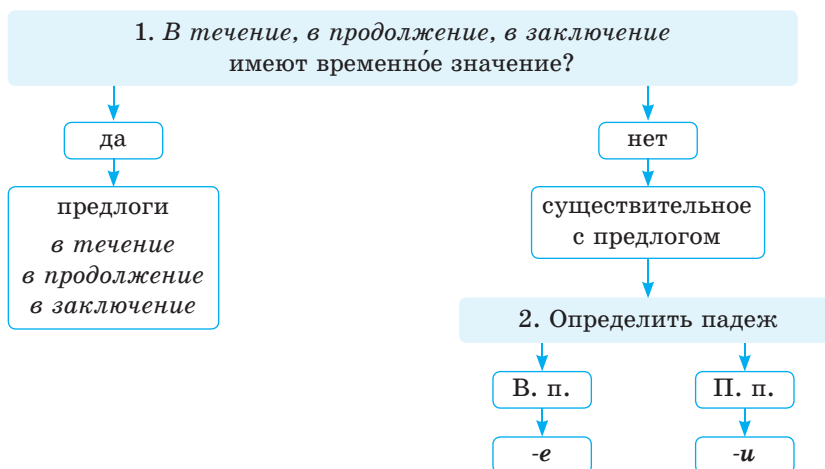 1. В течение, в продолжение, в заключение
имеют временно́е значение?
да
нет
предлоги
в течение
в продолжение
в заключение
существительное
с предлогом
2. Определить падеж
В. п.
П. п.
-е
-и